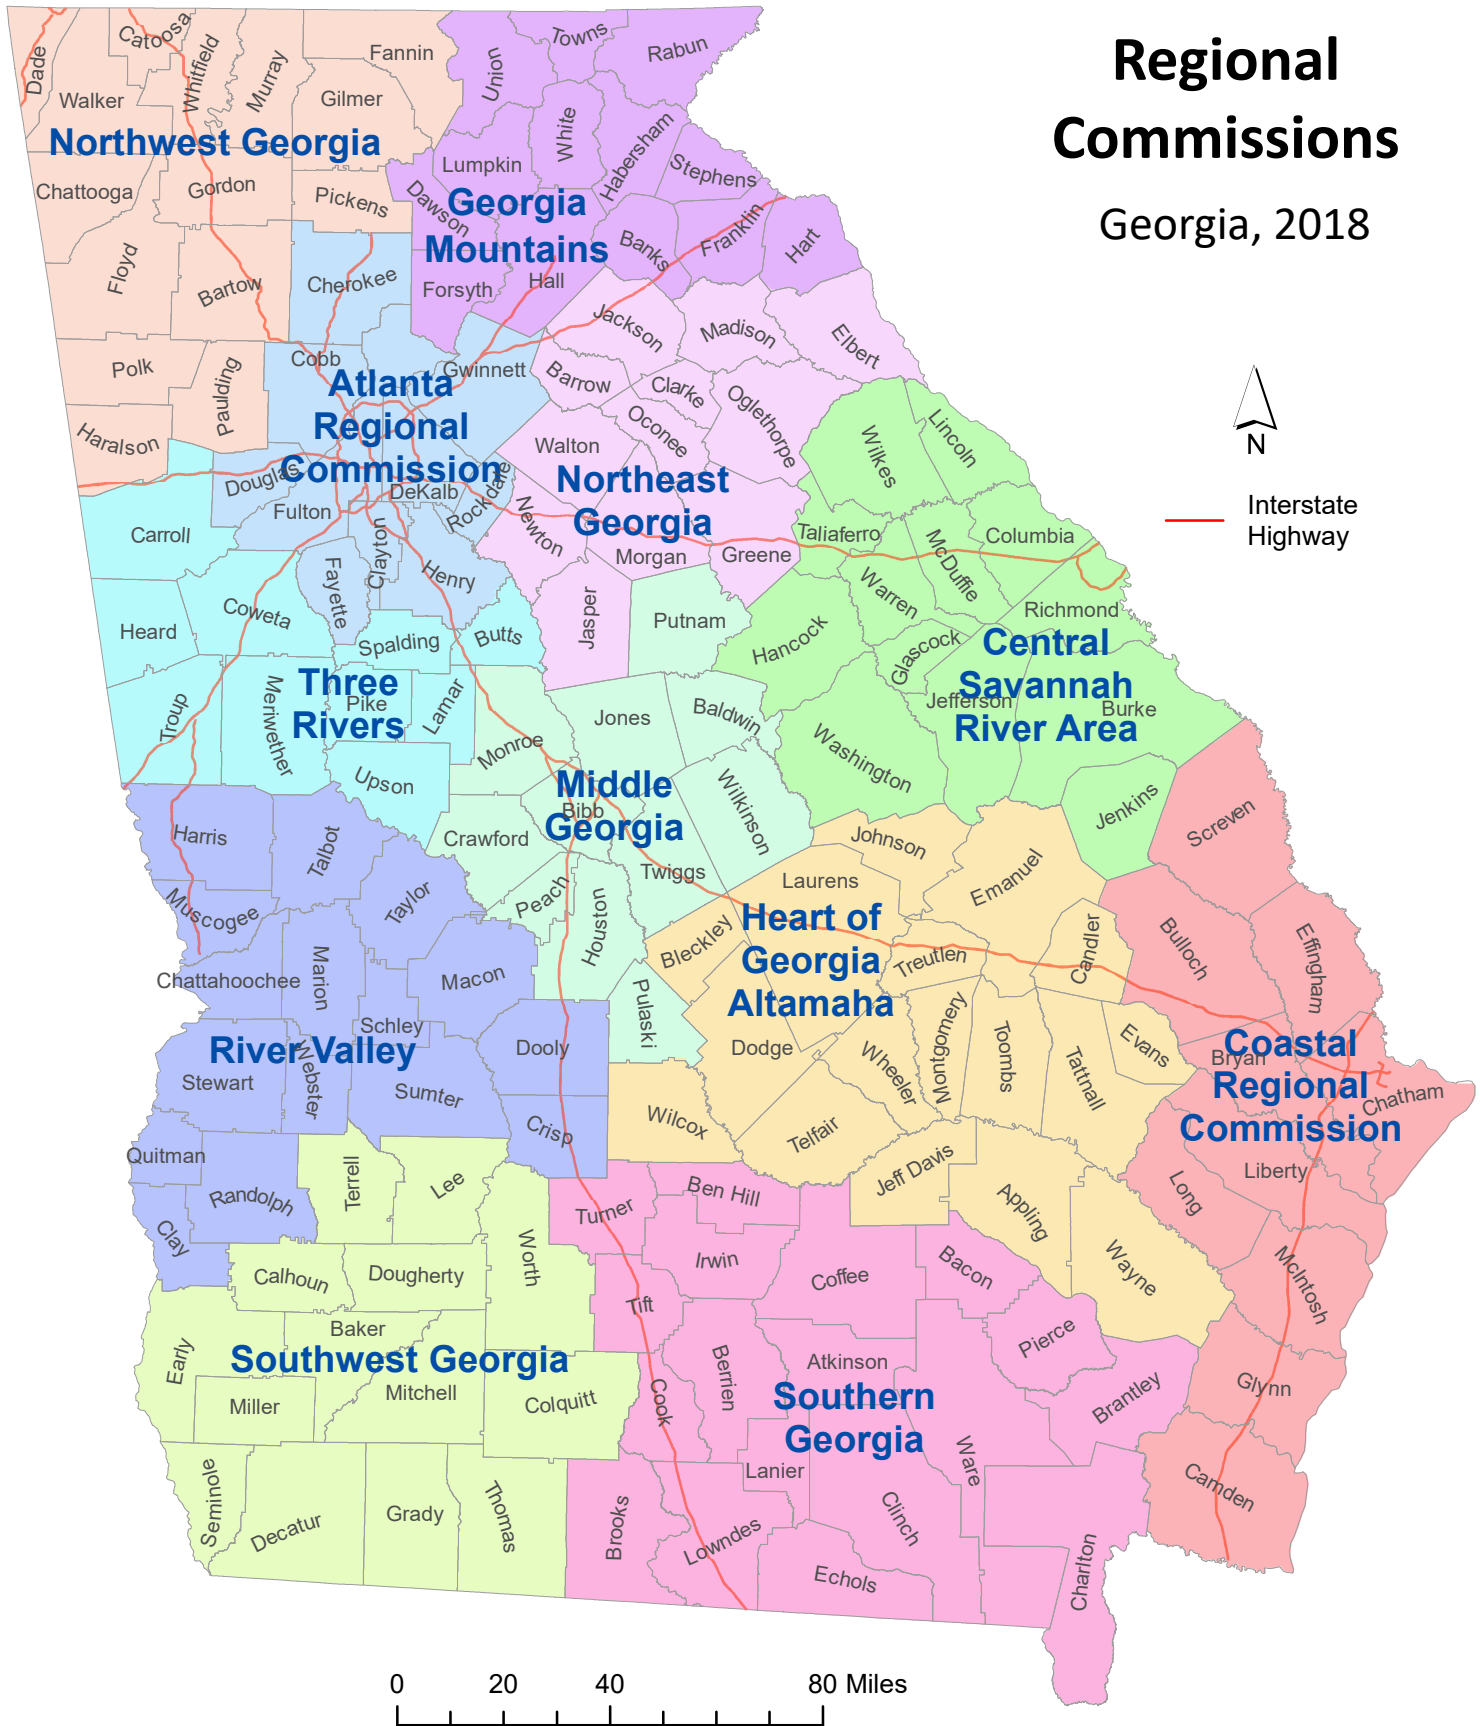 Regional
Commissions
Georgia, 2018
N
Interstate
Highway
Dade
Catoosa
Whitfield
Murray
Fannin
Walker
Gilmer
Northwest Georgia
Chattooga
Gordon
Pickens
Floyd
Bartow
Polk
Paulding
Haralson
Union
Towns
Rabun
White
Lumpkin
Habersham
Stephens
Dawson
Georgia
Mountains
Banks
Franklin
Hart
Forsyth
Hall
Cherokee
Cobb
Gwinnett
Atlanta
Regional
Commission
Douglas
DeKalb
Rockdale
Fulton
Clayton
Fayette
Henry
Jackson
Madison
Elbert
Barrow
Clarke
Oconee
Oglethorpe
Walton
Northeast
Georgia
Newton
Morgan
Greene
Jasper
Wilkes
Lincoln
Taliaferro
McDuffie
Columbia
Warren
Richmond
Hancock
Glascock
Central
Savannah
River Area
Jefferson
Burke
Washington
Jenkins
Carroll
Coweta
Heard
Spalding
Butts
Three
Rivers
Pike
Lamar
Troup
Meriwether
Upson
Putnam
Jones
Baldwin
Monroe
Wilkinson
Middle
Georgia
Bibb
Crawford
Twiggs
Peach
Houston
Pulaski
Harris
Talbot
Muscogee
Taylor
Chattahoochee
Marion
Macon
Schley
River Valley
Webster
Dooly
Stewart
Sumter
Crisp
Quitman
Randolph
Clay
Johnson
Emanuel
Laurens
Heart of
Georgia
Altamaha
Bleckley
Treutlen
Candler
Dodge
Wheeler
Montgomery
Toombs
Tattnall
Evans
Wilcox
Telfair
Jeff Davis
Appling
Wayne
Screven
Bulloch
Effingham
Coastal
Regional
Commission
Bryan
Chatham
Liberty
Long
McIntosh
Glynn
Camden
Terrell
Lee
Worth
Calhoun
Dougherty
Early
Baker
Southwest Georgia
Mitchell
Miller
Colquitt
Seminole
Decatur
Grady
Thomas
Turner
Ben Hill
Irwin
Tift
Coffee
Bacon
Pierce
Berrien
Atkinson
Southern
Georgia
Cook
Brantley
Lanier
Ware
Brooks
Lowndes
Clinch
Echols
Charlton
0 20 40 80 Miles